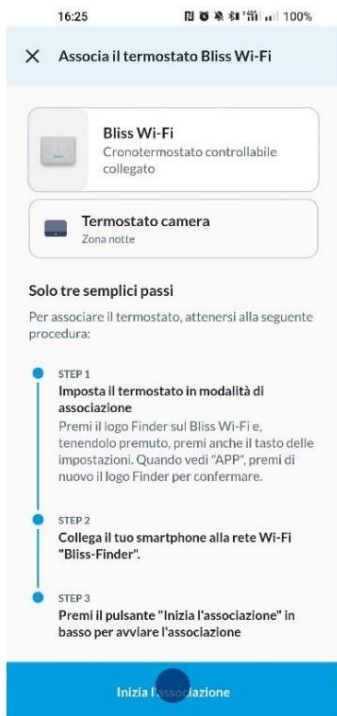 16:25
100%
Associa il termostato Bliss Wi-Fi
Bliss Wi-Fi
Cronotermostato controllabile
collegato
Termostato camera
Zona notte
Solo tre semplici passi
Per associare il termostato, attenersi alla seguente
procedura:
STEP 1
Imposta il termostato in modalità di
associazione
Premi il logo Finder sul Bliss Wi-Fi e,
tenendolo premuto, premi anche il tasto delle
impostazioni. Quando vedi "APP", premi di
nuovo il logo Finder per confermare.
STEP 2
Collega il tuo smartphone alla rete Wi-Fi
"Bliss-Finder".
STEP 3
Premi il pulsante "Inizia l'associazione" in
basso per avviare l'associazione
Inizia l'associazione